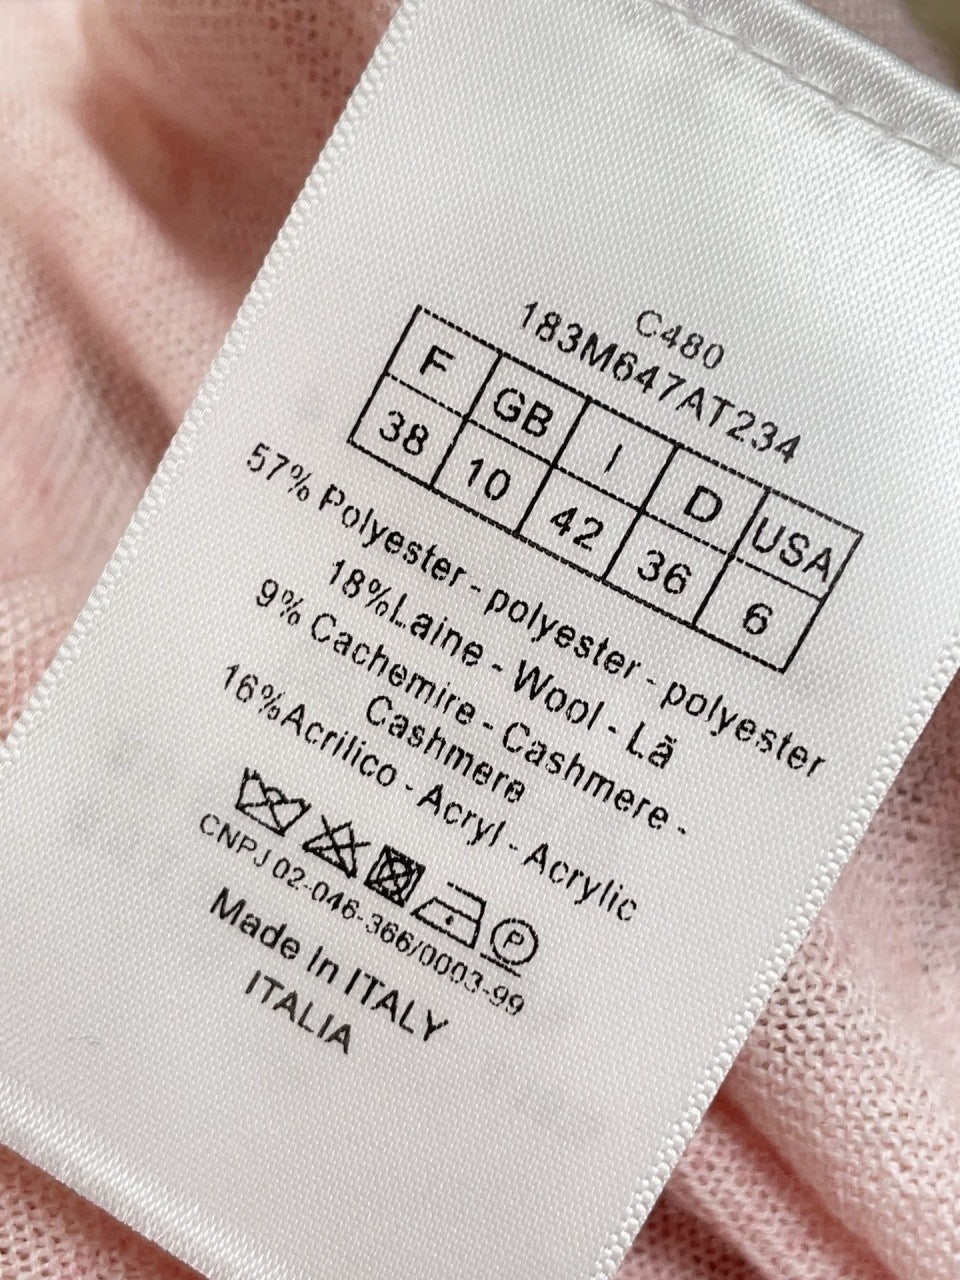 C480
183M647AT234
F GB I D USA
38 10 42 36 6
57% Polyester - polyester - polyester
18%Laine - Wool - Lã
9% Cachemire - Cashmere -
Cashmere
16%Acrilico - Acryl - Acrylic
P
CNPJ 02-046-366/0003-99
Made In ITALY
ITALIA